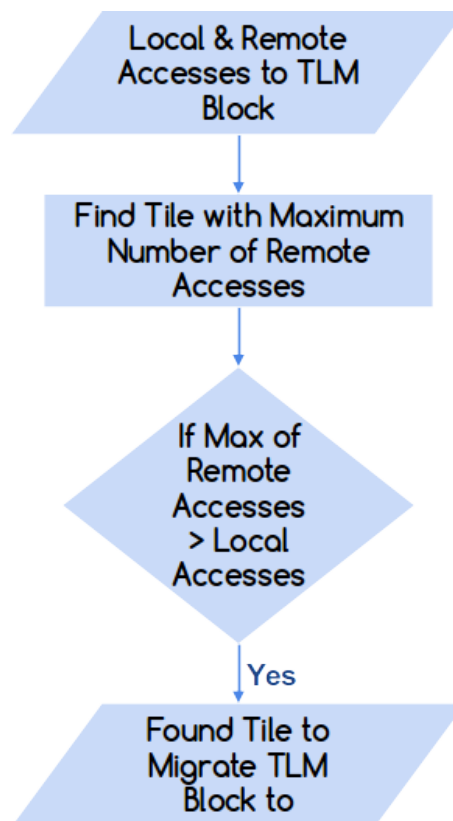 Local & Remote
Accesses to TLM
Block
Find Tile with Maximum
Number of Remote
Accesses
If Max of
Remote
Accesses
> Local
Accesses
Yes
Found Tile to
Migrate TLM
Block to